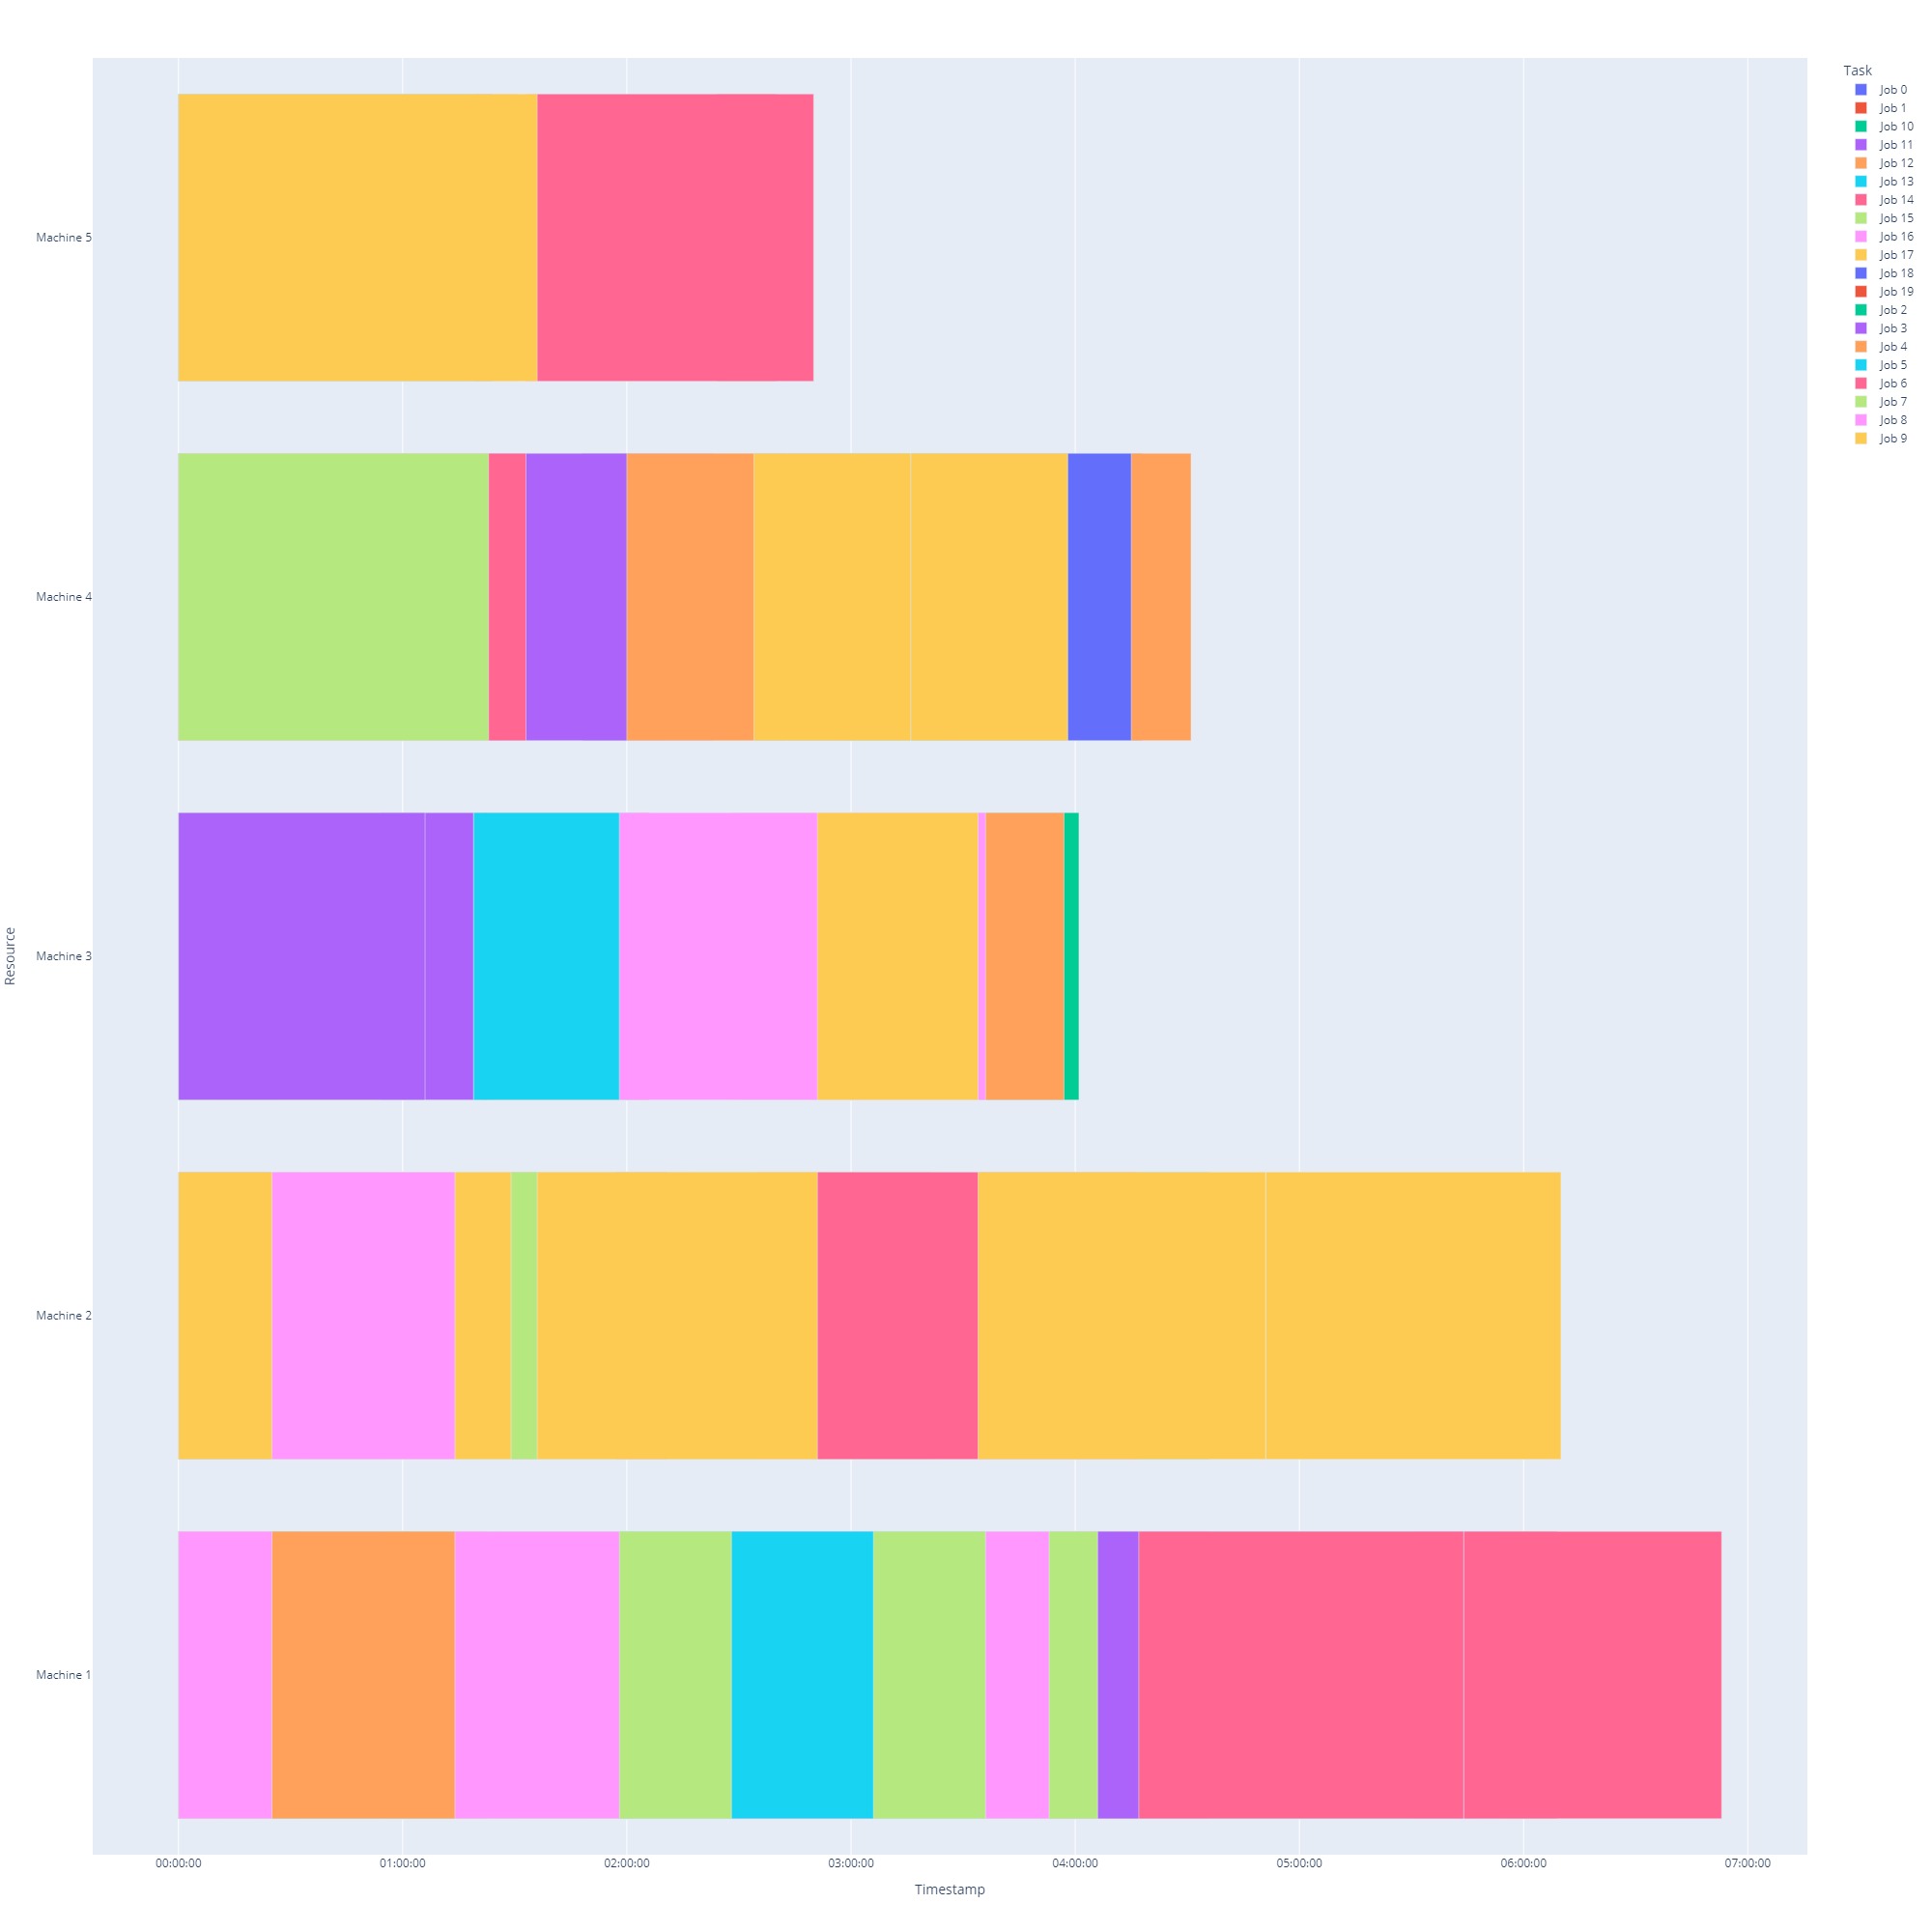 Task
Job 0
Job 1
Job 10
Job 11
Job 12
Job 13
Job 14
Job 15
Job 16
Job 17
Job 18
Job 19
Job 2
Job 3
Job 4
Job 5
Job 6
Job 7
Job 8
Job 9
Machine 5
Machine 4
Machine 3
Resource
Machine 2
Machine 1
00:00:00 01:00:00 02:00:00 03:00:00 04:00:00 05:00:00 06:00:00 07:00:00
Timestamp